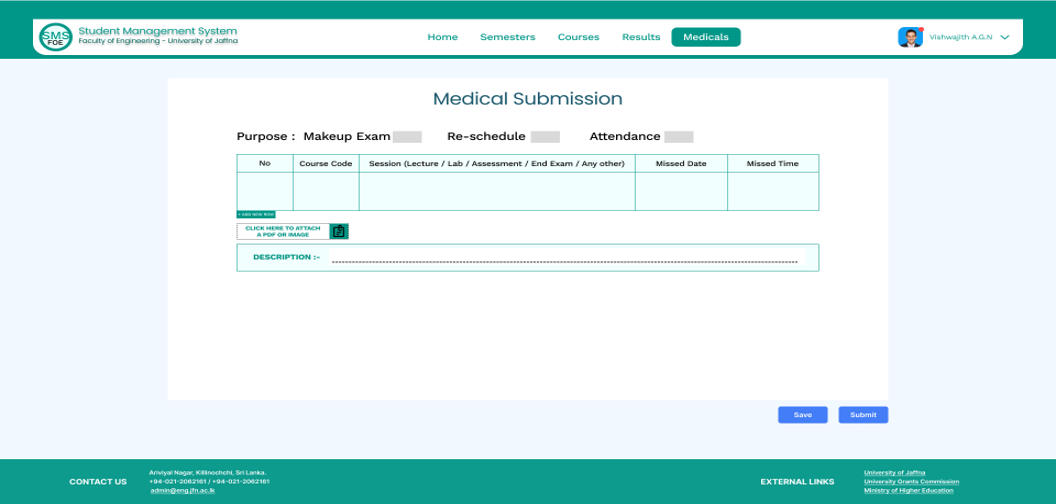 SMS
FOE
Student Management System
Faculty of Engineering - University of Jaffna
Home Semesters Courses Results Medicals
Vishwajith A.G.N
Medical Submission
Purpose : Makeup Exam Re-schedule Attendance
No Course Code Session (Lecture / Lab / Assessment / End Exam / Any other) Missed Date Missed Time
+ ADD NEW ROW
CLICK HERE TO ATTACH
A PDF OR IMAGE
DESCRIPTION :-
Save Submit
CONTACT US
Ariviyal Nagar, Killinochchi, Sri Lanka.
+94-021-2062161 / +94-021-2062161
admin@eng.jfn.ac.lk
EXTERNAL LINKS
University of Jaffna
University Grants Commission
Ministry of Higher Education